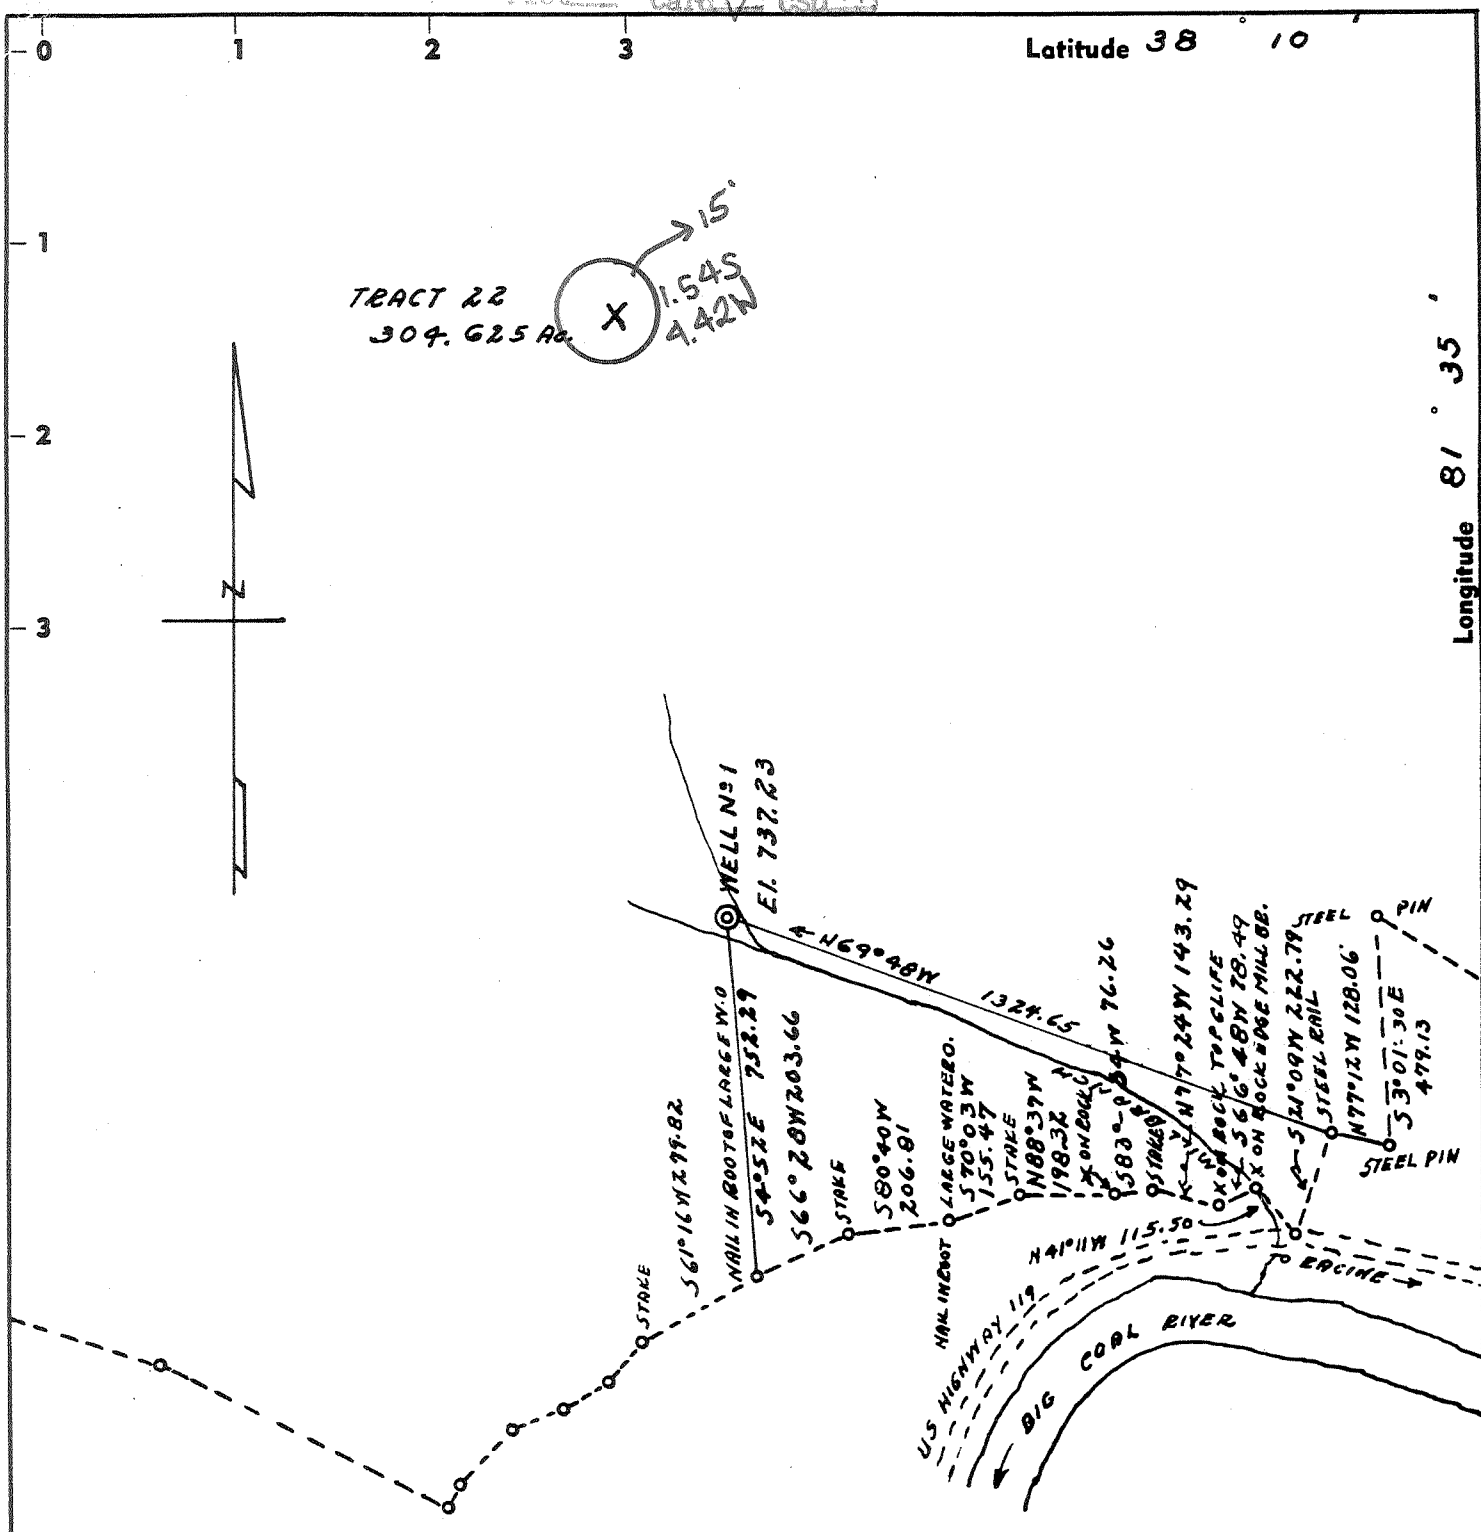 0 1 2 3
Latitude 38° 10'
1
2
3
Longitude 81° 35'
15'
1.54S
4.42W
TRACT 22
304.625 Ac.
X
N
WELL Nº 1
El. 737.23
N69°48W
1324.65
NAIL IN ROOT OF LARGE W.O
S4°52E 752.29
S66°28W 203.66
S61°16W 279.82
STAKE
STAKE
S80°40W
206.81
NAIL IN ROOT LARGE WATER O.
S70°03W
155.47
STAKE
N88°37W
198.32
X ON ROCK
W 76.26
STAKE
N77°24W 143.29
X ON ROCK TOP CLIFF
S66°48W 78.49
X ON ROCK EDGE MILL BR.
S21°09W 222.79
STEEL RAIL
N77°12W 128.06'
STEEL PIN
S3°01'30E
479.13
STEEL PIN
N41°11W 115.50
RACINE
US HIGHWAY 119
BIG COAL RIVER